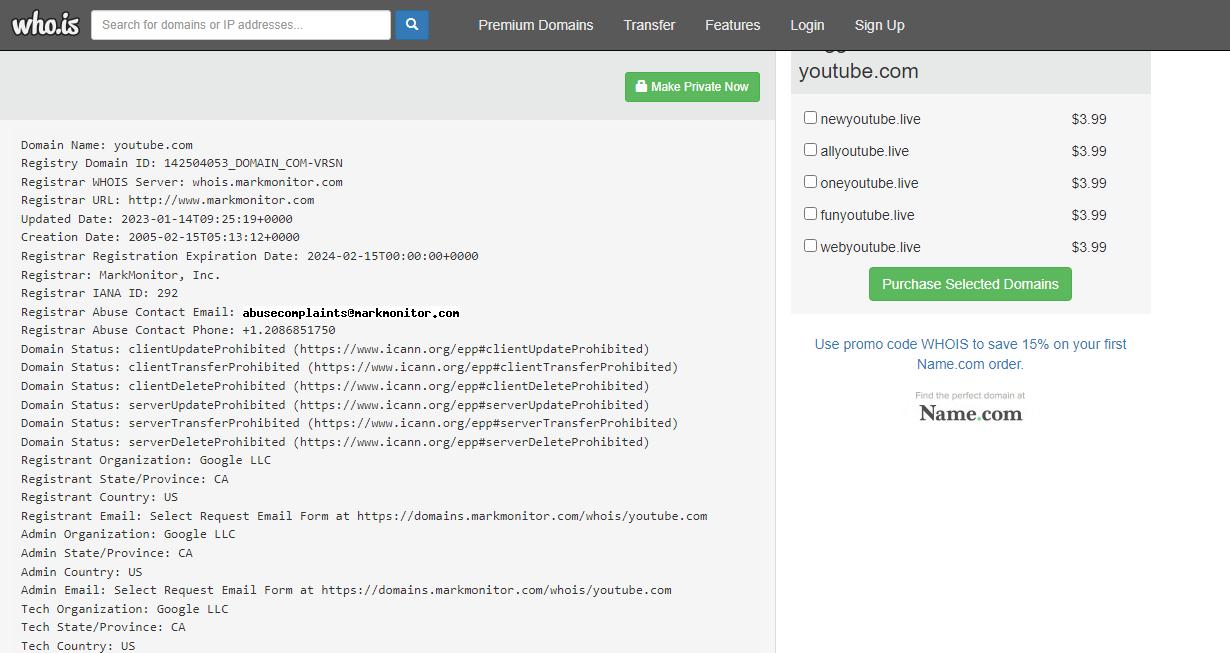 who.is
Search for domains or IP addresses...
Premium Domains
Transfer
Features
Login
Sign Up
Make Private Now
Domain Name: youtube.com
Registry Domain ID: 142504053_DOMAIN_COM-VRSN
Registrar WHOIS Server: whois.markmonitor.com
Registrar URL: http://www.markmonitor.com
Updated Date: 2023-01-14T09:25:19+0000
Creation Date: 2005-02-15T05:13:12+0000
Registrar Registration Expiration Date: 2024-02-15T00:00:00+0000
Registrar: MarkMonitor, Inc.
Registrar IANA ID: 292
Registrar Abuse Contact Email: abusecomplaints@markmonitor.com
Registrar Abuse Contact Phone: +1.2086851750
Domain Status: clientUpdateProhibited (https://www.icann.org/epp#clientUpdateProhibited)
Domain Status: clientTransferProhibited (https://www.icann.org/epp#clientTransferProhibited)
Domain Status: clientDeleteProhibited (https://www.icann.org/epp#clientDeleteProhibited)
Domain Status: serverUpdateProhibited (https://www.icann.org/epp#serverUpdateProhibited)
Domain Status: serverTransferProhibited (https://www.icann.org/epp#serverTransferProhibited)
Domain Status: serverDeleteProhibited (https://www.icann.org/epp#serverDeleteProhibited)
Registrant Organization: Google LLC
Registrant State/Province: CA
Registrant Country: US
Registrant Email: Select Request Email Form at https://domains.markmonitor.com/whois/youtube.com
Admin Organization: Google LLC
Admin State/Province: CA
Admin Country: US
Admin Email: Select Request Email Form at https://domains.markmonitor.com/whois/youtube.com
Tech Organization: Google LLC
Tech State/Province: CA
Tech Country: US
youtube.com
newyoutube.live $3.99
allyoutube.live $3.99
oneyoutube.live $3.99
funyoutube.live $3.99
webyoutube.live $3.99
Purchase Selected Domains
Use promo code WHOIS to save 15% on your first
Name.com order.
Find the perfect domain at
Name.com